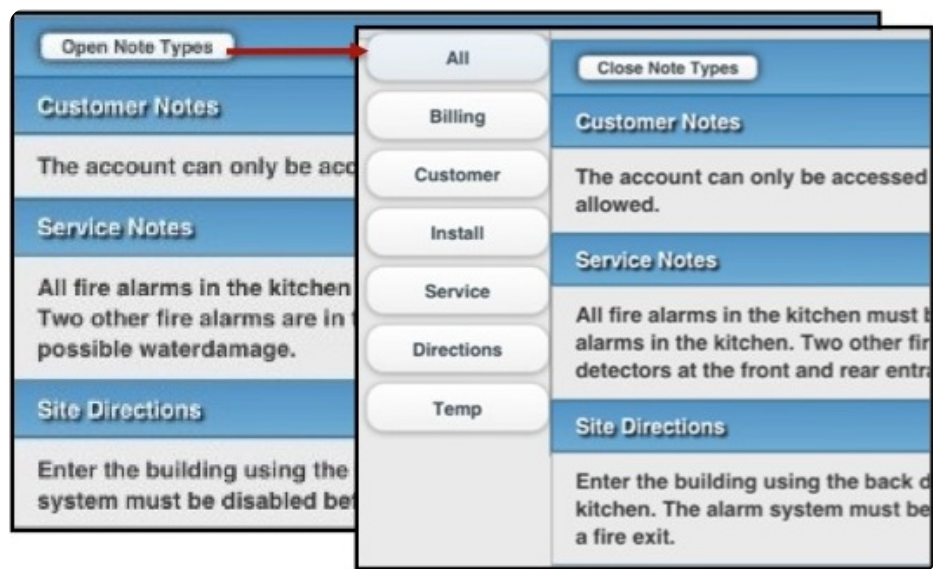 Open Note Types
Customer Notes
The account can only be acc
Service Notes
All fire alarms in the kitchen
Two other fire alarms are in
possible waterdamage.
Site Directions
Enter the building using the
system must be disabled bef
All
Billing
Customer
Install
Service
Directions
Temp
Close Note Types
Customer Notes
The account can only be accessed
allowed.
Service Notes
All fire alarms in the kitchen must
alarms in the kitchen. Two other fir
detectors at the front and rear entra
Site Directions
Enter the building using the back d
kitchen. The alarm system must be
a fire exit.